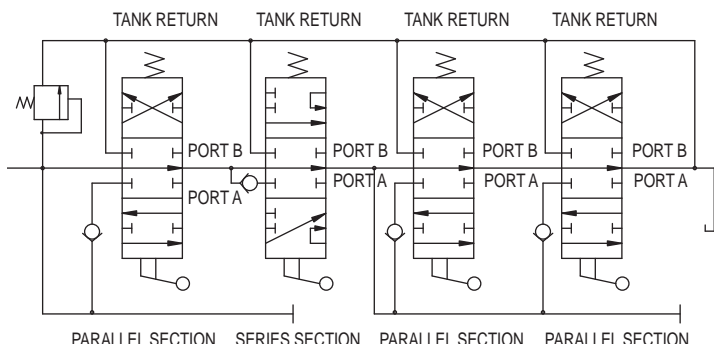 TANK RETURN TANK RETURN TANK RETURN TANK RETURN
PORT B PORT B PORT B PORT B
PORT A PORT A PORT A
PORT A
PARALLEL SECTION SERIES SECTION PARALLEL SECTION PARALLEL SECTION